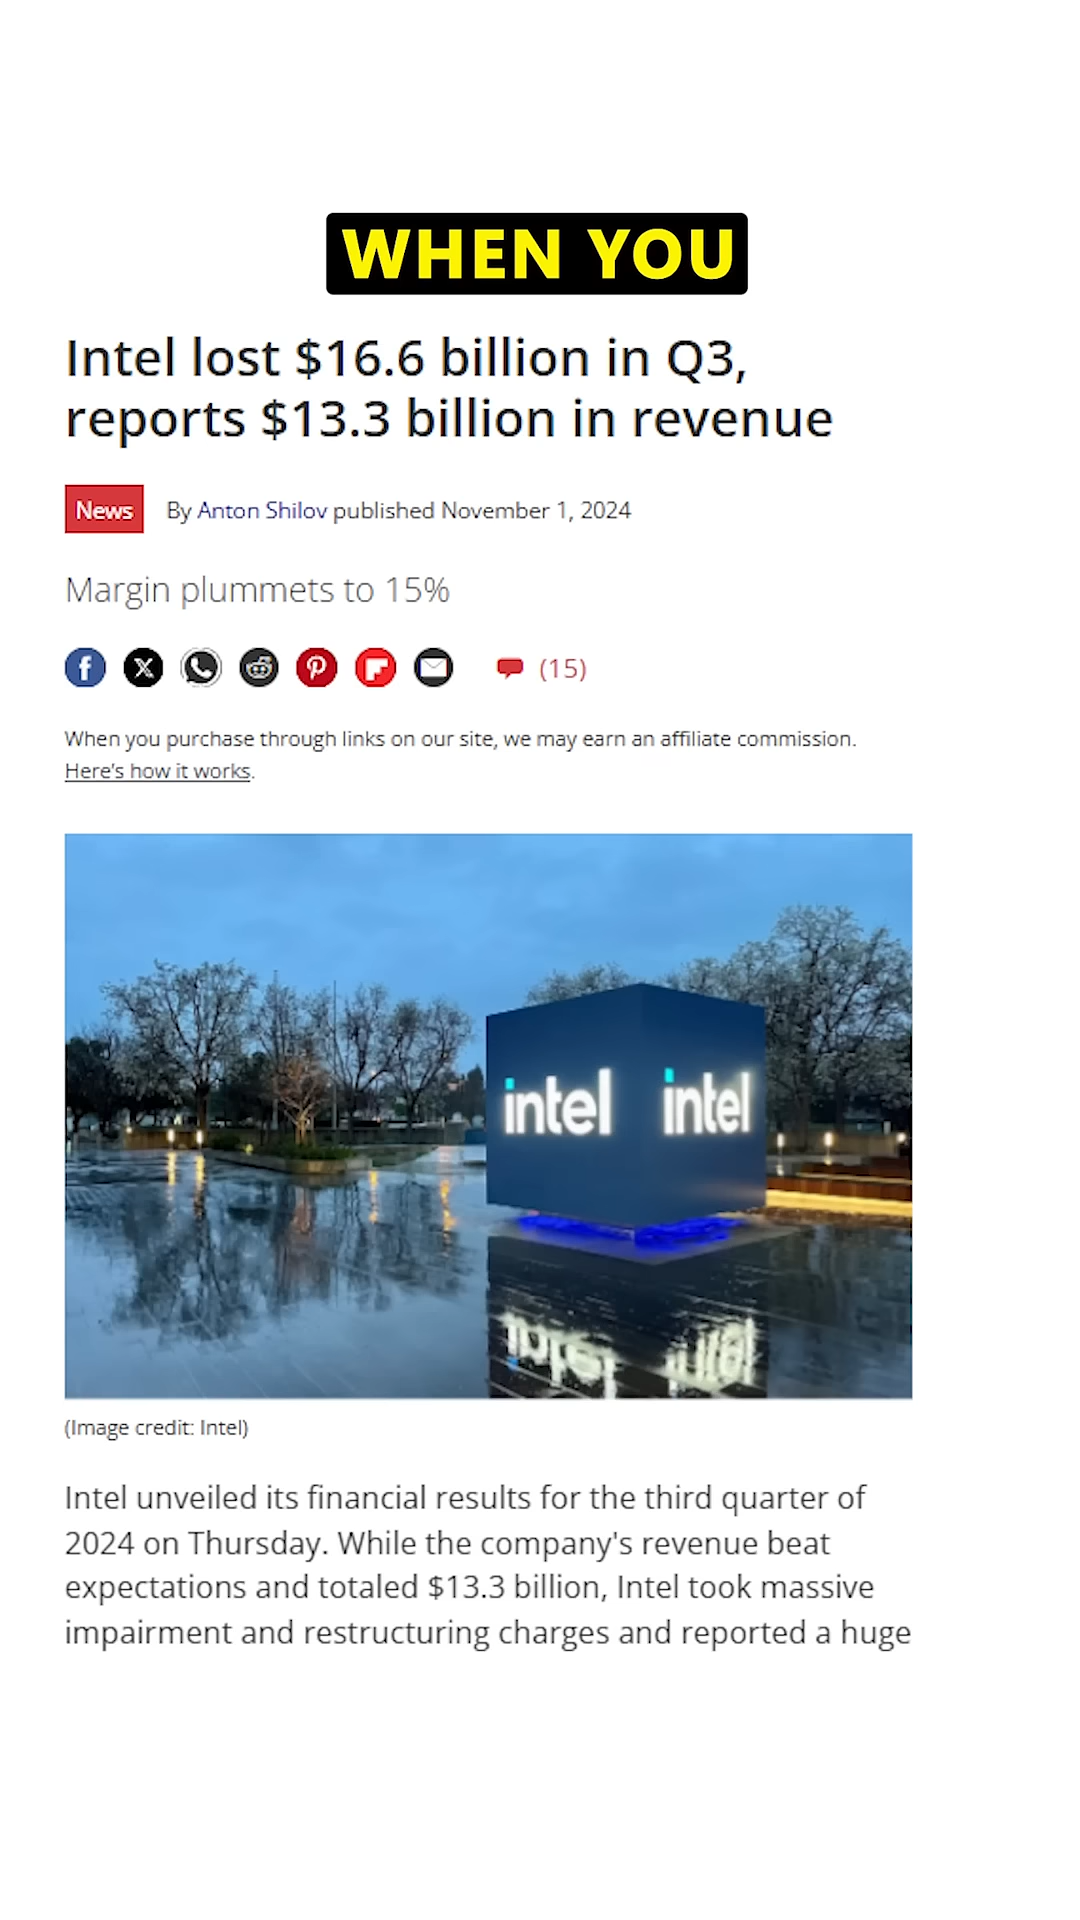 WHEN YOU
Intel lost $16.6 billion in Q3,
reports $13.3 billion in revenue
News By Anton Shilov published November 1, 2024
Margin plummets to 15%
(15)
When you purchase through links on our site, we may earn an affiliate commission.
Here's how it works.
intel intel
(Image credit: Intel)
Intel unveiled its financial results for the third quarter of
2024 on Thursday. While the company's revenue beat
expectations and totaled $13.3 billion, Intel took massive
impairment and restructuring charges and reported a huge